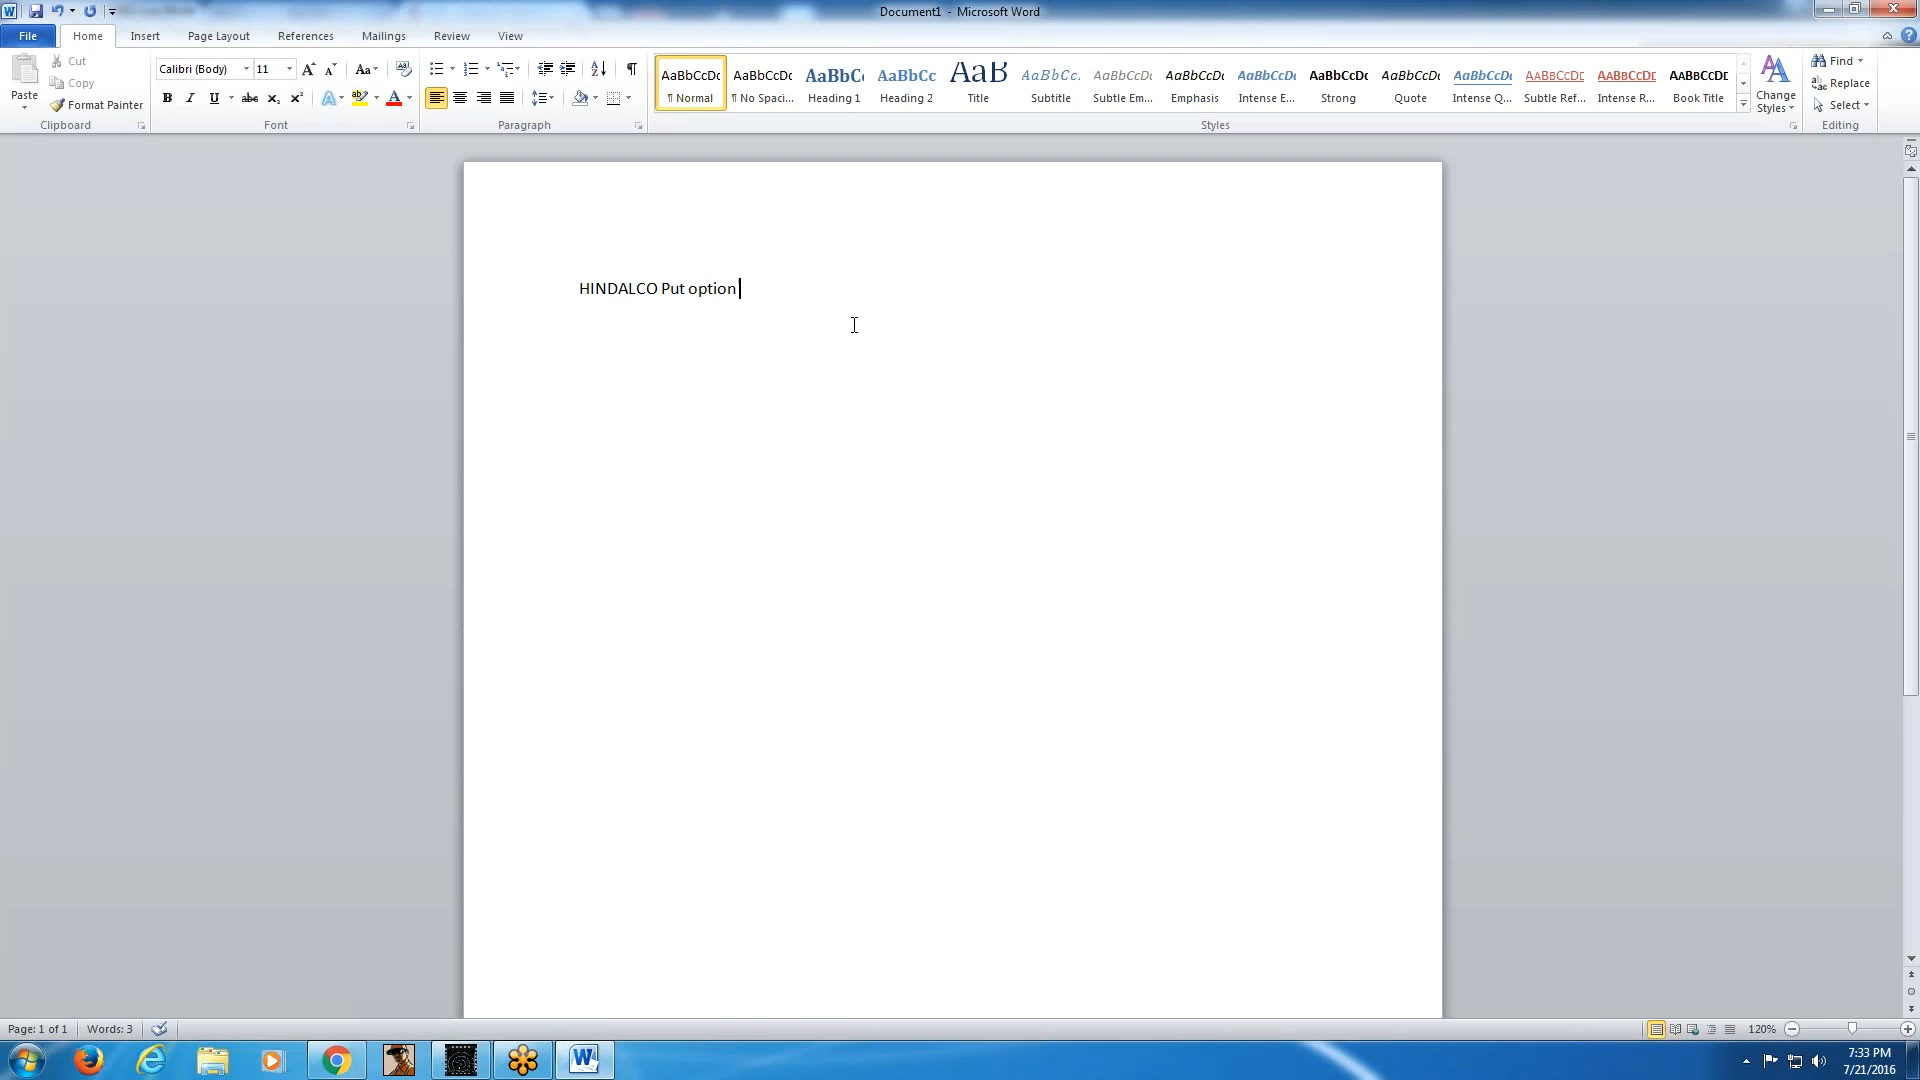 Document1 - Microsoft Word
File Home Insert Page Layout References Mailings Review View
Paste
Cut
Copy
Format Painter
Clipboard
Calibri (Body) 11
Font
Paragraph
AaBbCcDc AaBbCcDc AaBbC AaBbCc AaB AaBbCc. AaBbCcDc AaBbCcDc AaBbCcDc AaBbCcDc AaBbCcDc AaBbCcDc AABBCCDE AABBCCDE AABBCCDE
¶ Normal ¶ No Spaci... Heading 1 Heading 2 Title Subtitle Subtle Em... Emphasis Intense E... Strong Quote Intense Q... Subtle Ref... Intense R... Book Title
Styles
Change Styles
Find
Replace
Select
Editing
HINDALCO Put option
Page: 1 of 1 Words: 3
120%
7:33 PM
7/21/2016